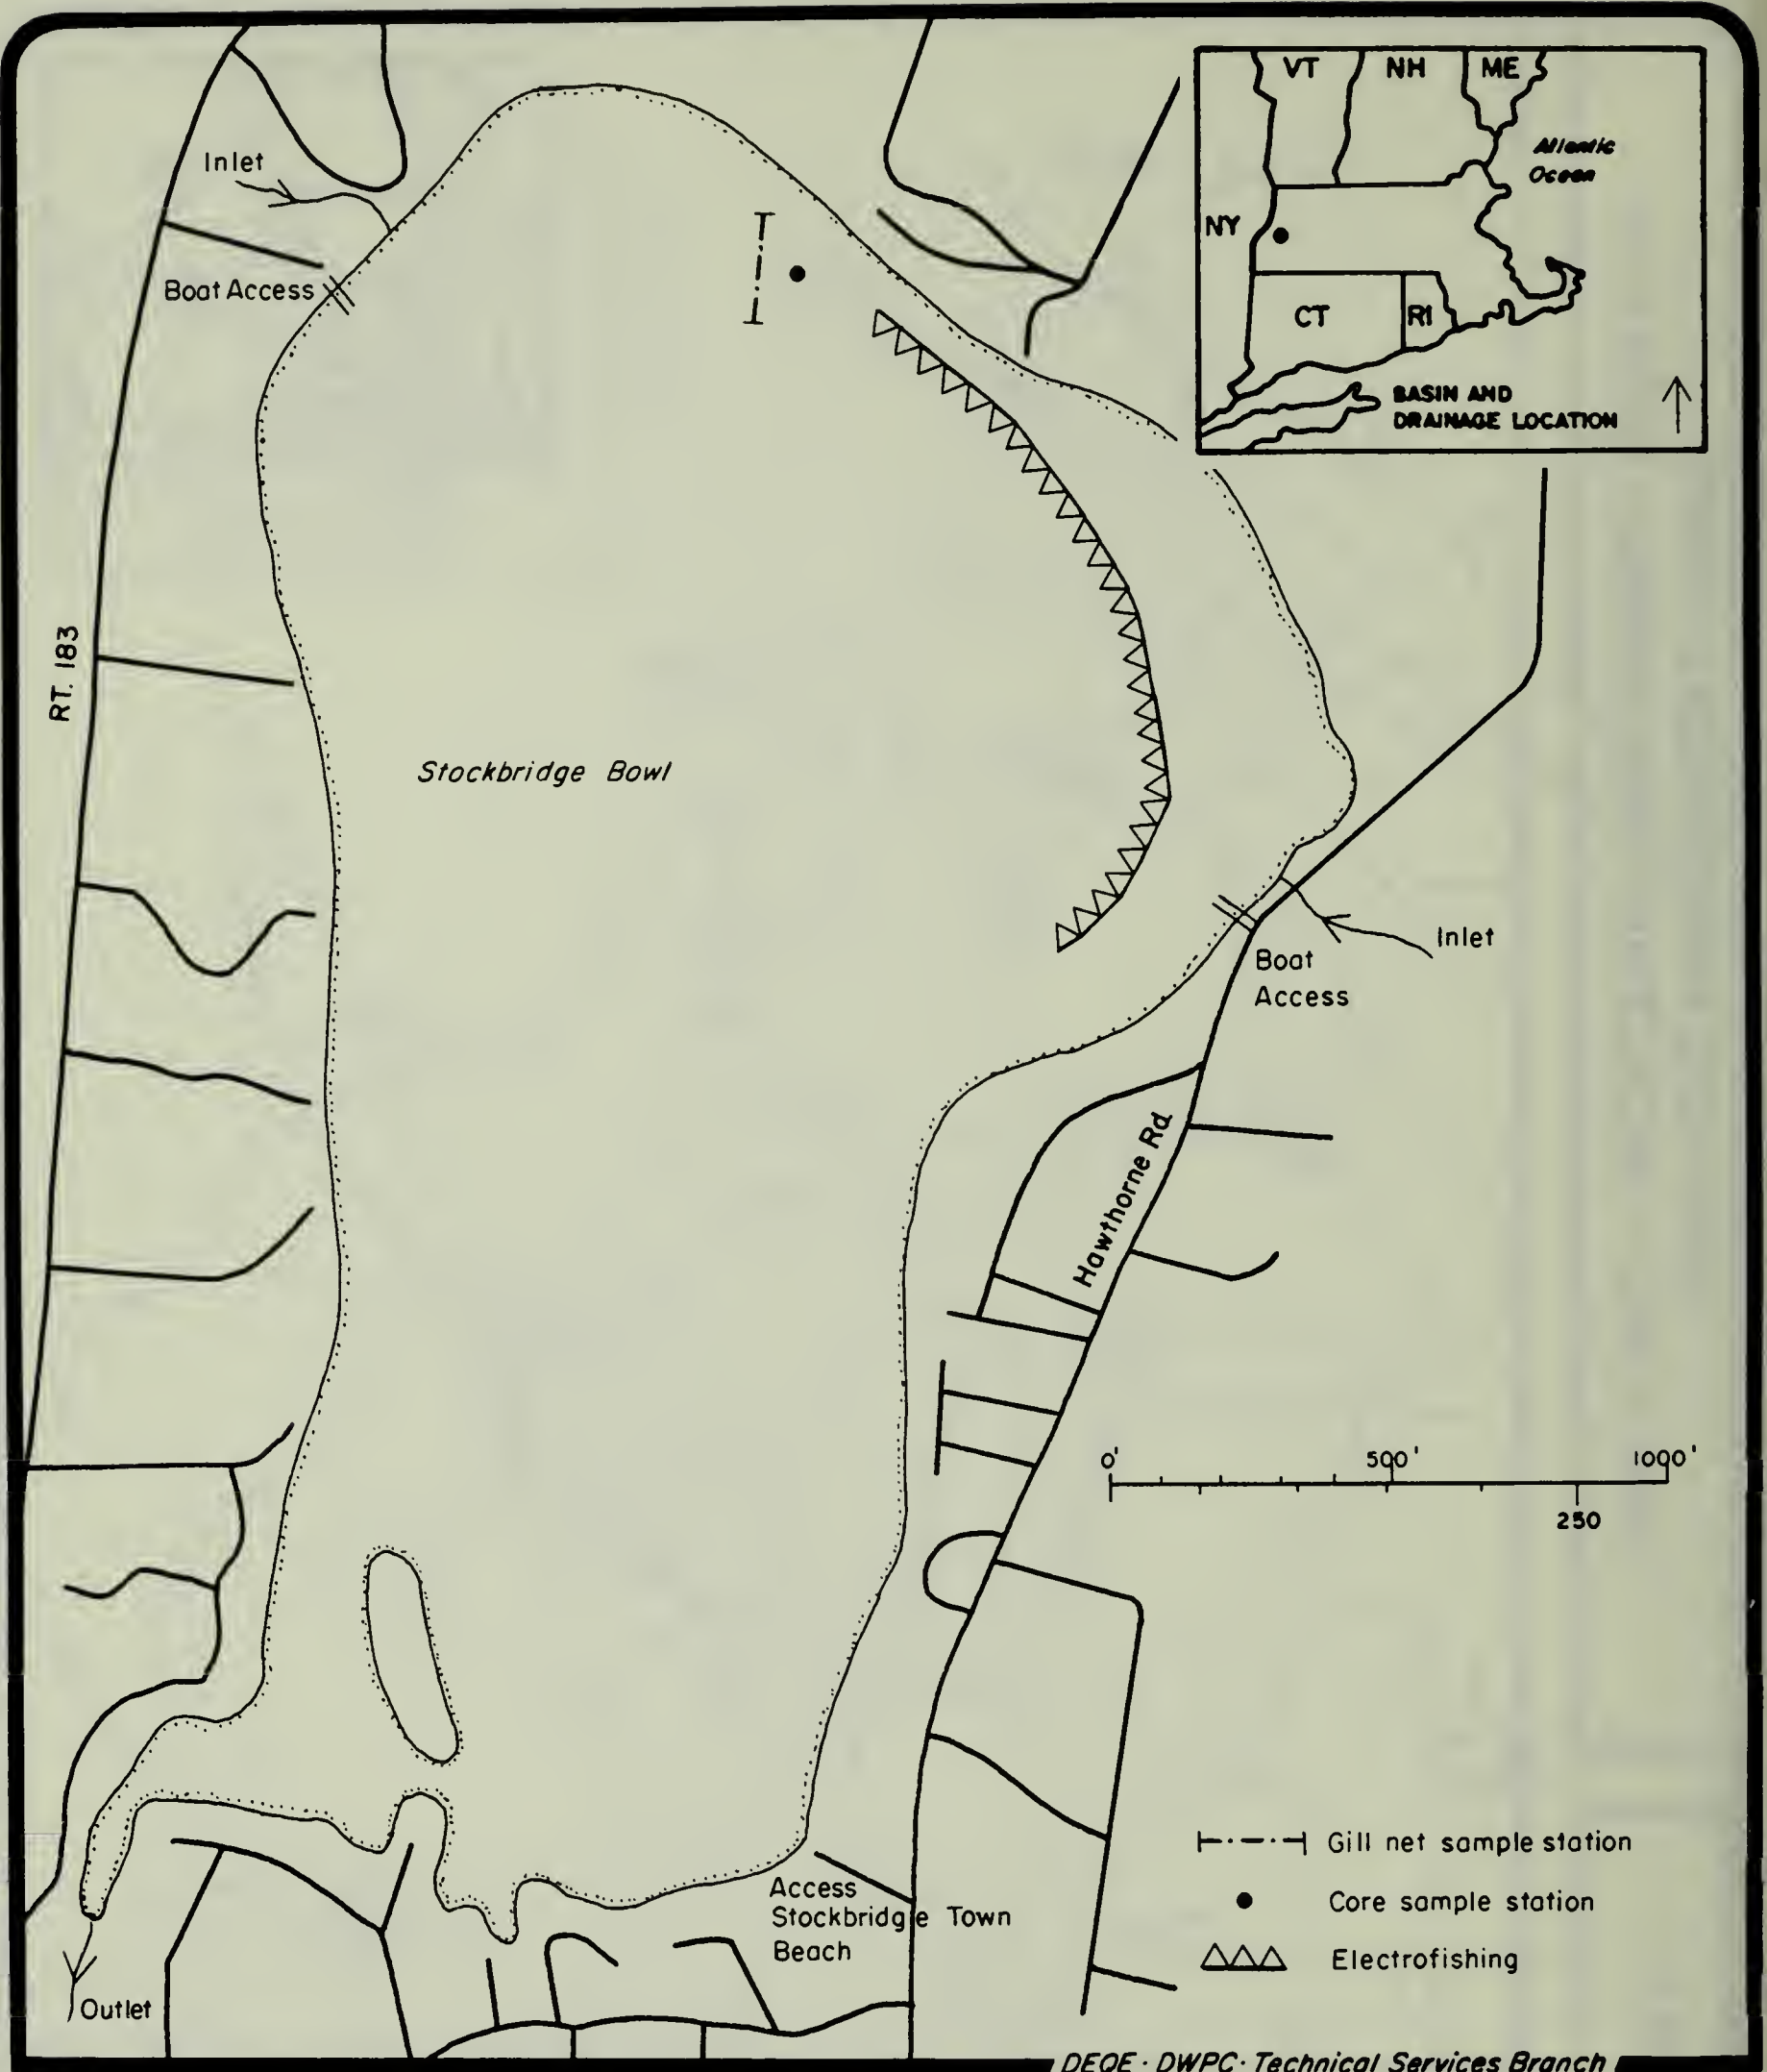 VT
NH
ME
Atlantic
Ocean
NY
CT
RI
BASIN AND
DRAINAGE LOCATION
Inlet
Boat Access
RT. 183
Stockbridge Bowl
Inlet
Boat
Access
Hawthorne Rd.
0'
500'
1000'
250
Gill net sample station
Core sample station
Electrofishing
Access
Stockbridge Town
Beach
Outlet
DEQE · DWPC · Technical Services Branch